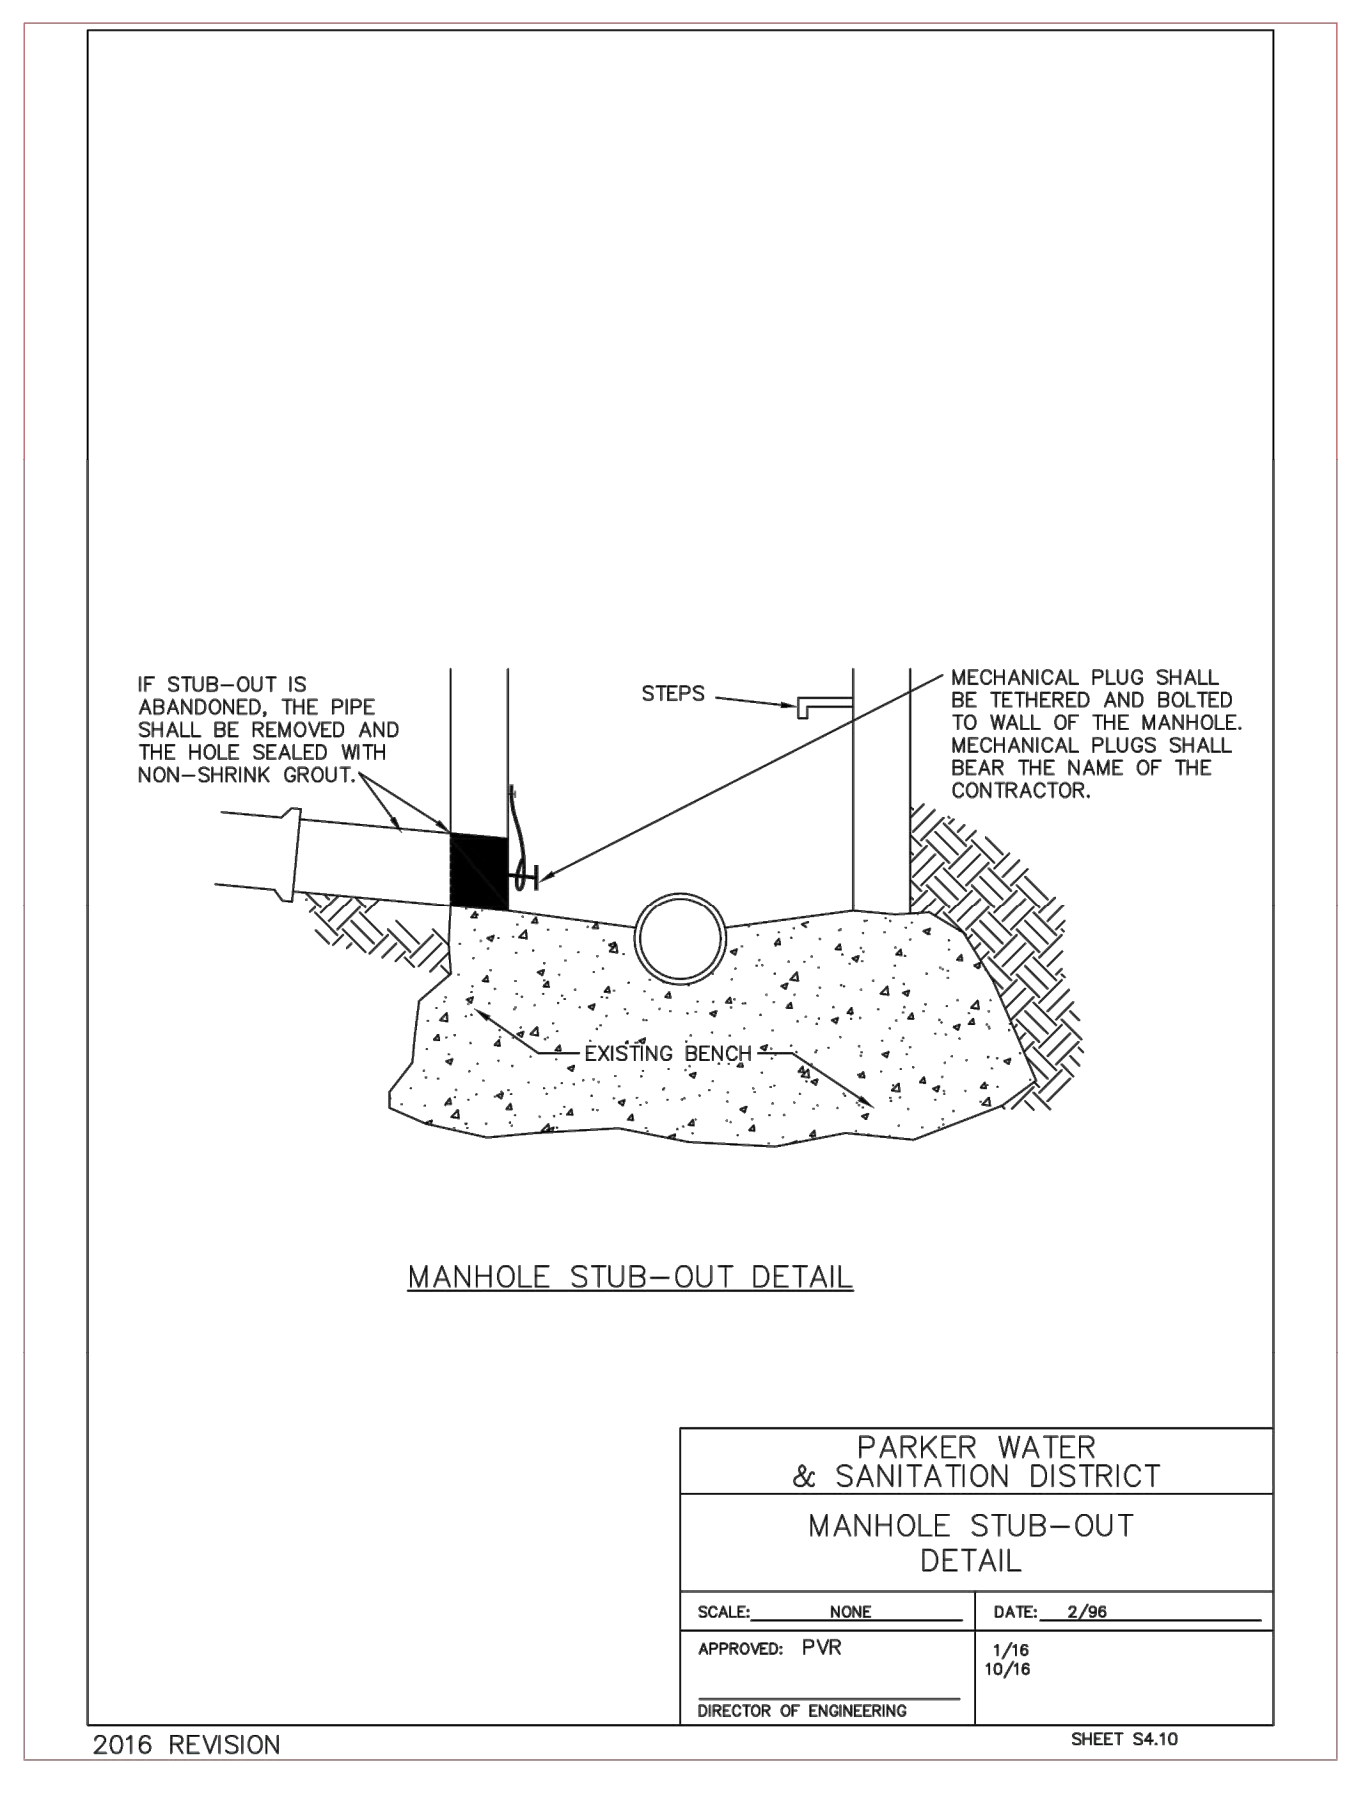 IF STUB-OUT IS
ABANDONED, THE PIPE
SHALL BE REMOVED AND
THE HOLE SEALED WITH
NON-SHRINK GROUT.
STEPS
MECHANICAL PLUG SHALL
BE TETHERED AND BOLTED
TO WALL OF THE MANHOLE.
MECHANICAL PLUGS SHALL
BEAR THE NAME OF THE
CONTRACTOR.
EXISTING BENCH
MANHOLE STUB-OUT DETAIL
PARKER WATER
& SANITATION DISTRICT
MANHOLE STUB-OUT
DETAIL
SCALE: NONE
DATE: 2/96
APPROVED: PVR
1/16
10/16
DIRECTOR OF ENGINEERING
2016 REVISION
SHEET S4.10